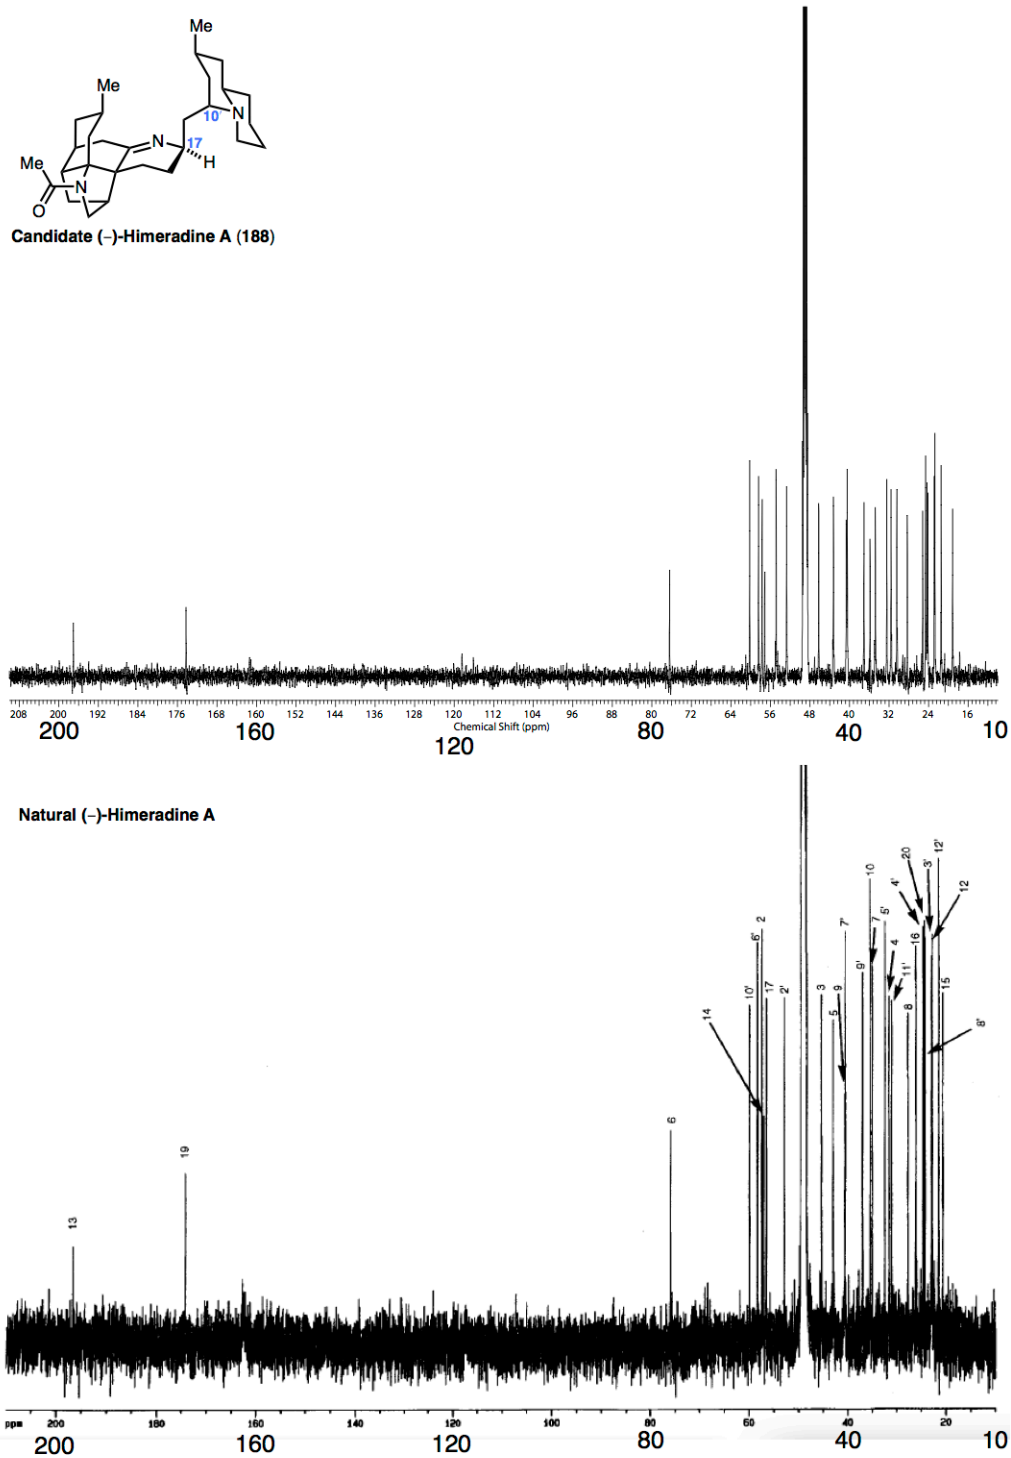 Me
Me
10'
N
N
17
H
Me
N
O
Candidate (–)-Himeradine A (188)
208 200 192 184 176 168 160 152 144 136 128 120 112 104 96 88 80 72 64 56 48 40 32 24 16
Chemical Shift (ppm)
200 160 120 80 40 10
Natural (–)-Himeradine A
13
19
6
14
10'
6'
2
17
2'
3
5
9
7'
9'
10
7
5'
4
11'
8
16
4'
20
3'
12'
12
15
8'
ppm 200 180 160 140 120 100 80 60 40 20
200 160 120 80 40 10